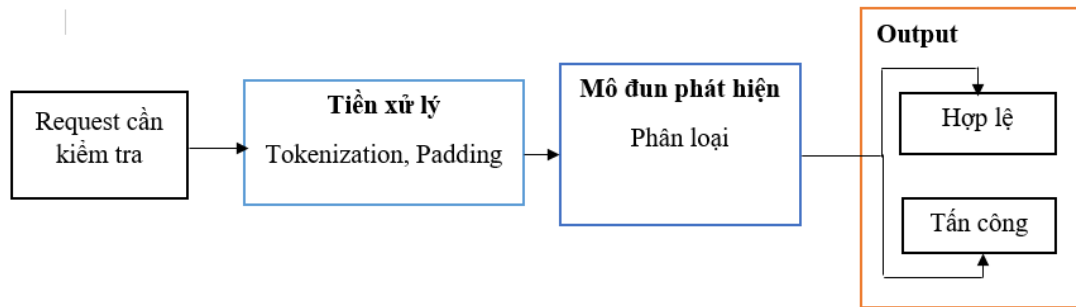 Request cần
kiểm tra
Tiền xử lý
Tokenization, Padding
Mô đun phát hiện
Phân loại
Output
Hợp lệ
Tấn công